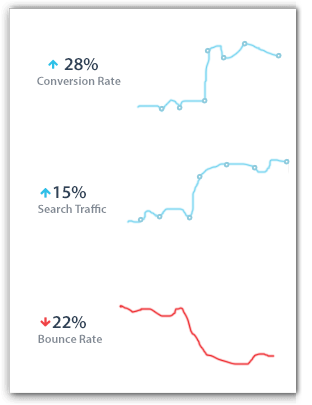 28%
Conversion Rate
15%
Search Traffic
22%
Bounce Rate